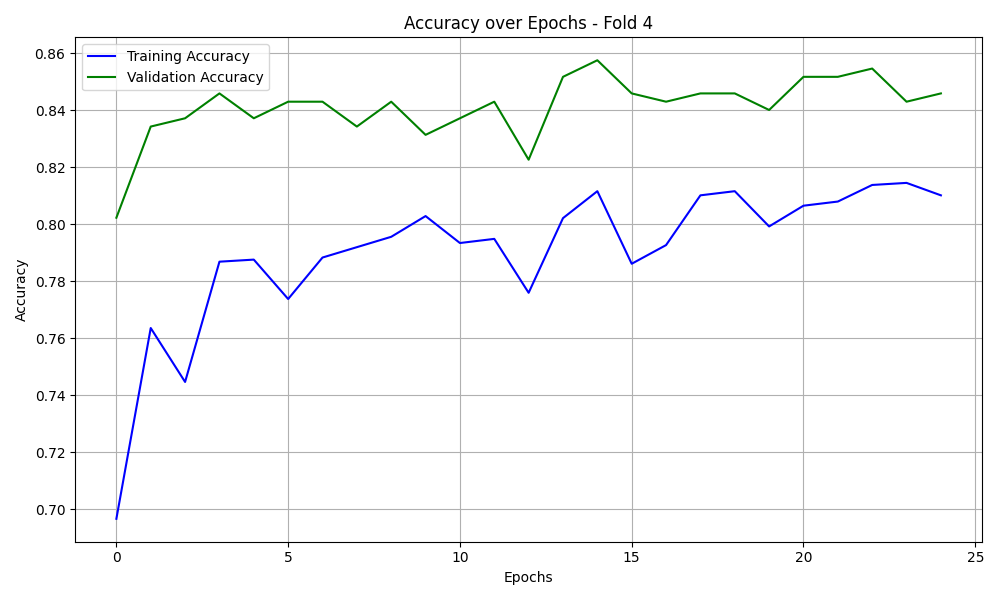 Accuracy over Epochs - Fold 4
Training Accuracy
Validation Accuracy
0.86
0.84
0.82
0.80
0.78
0.76
0.74
0.72
0.70
Accuracy
0 5 10 15 20 25
Epochs